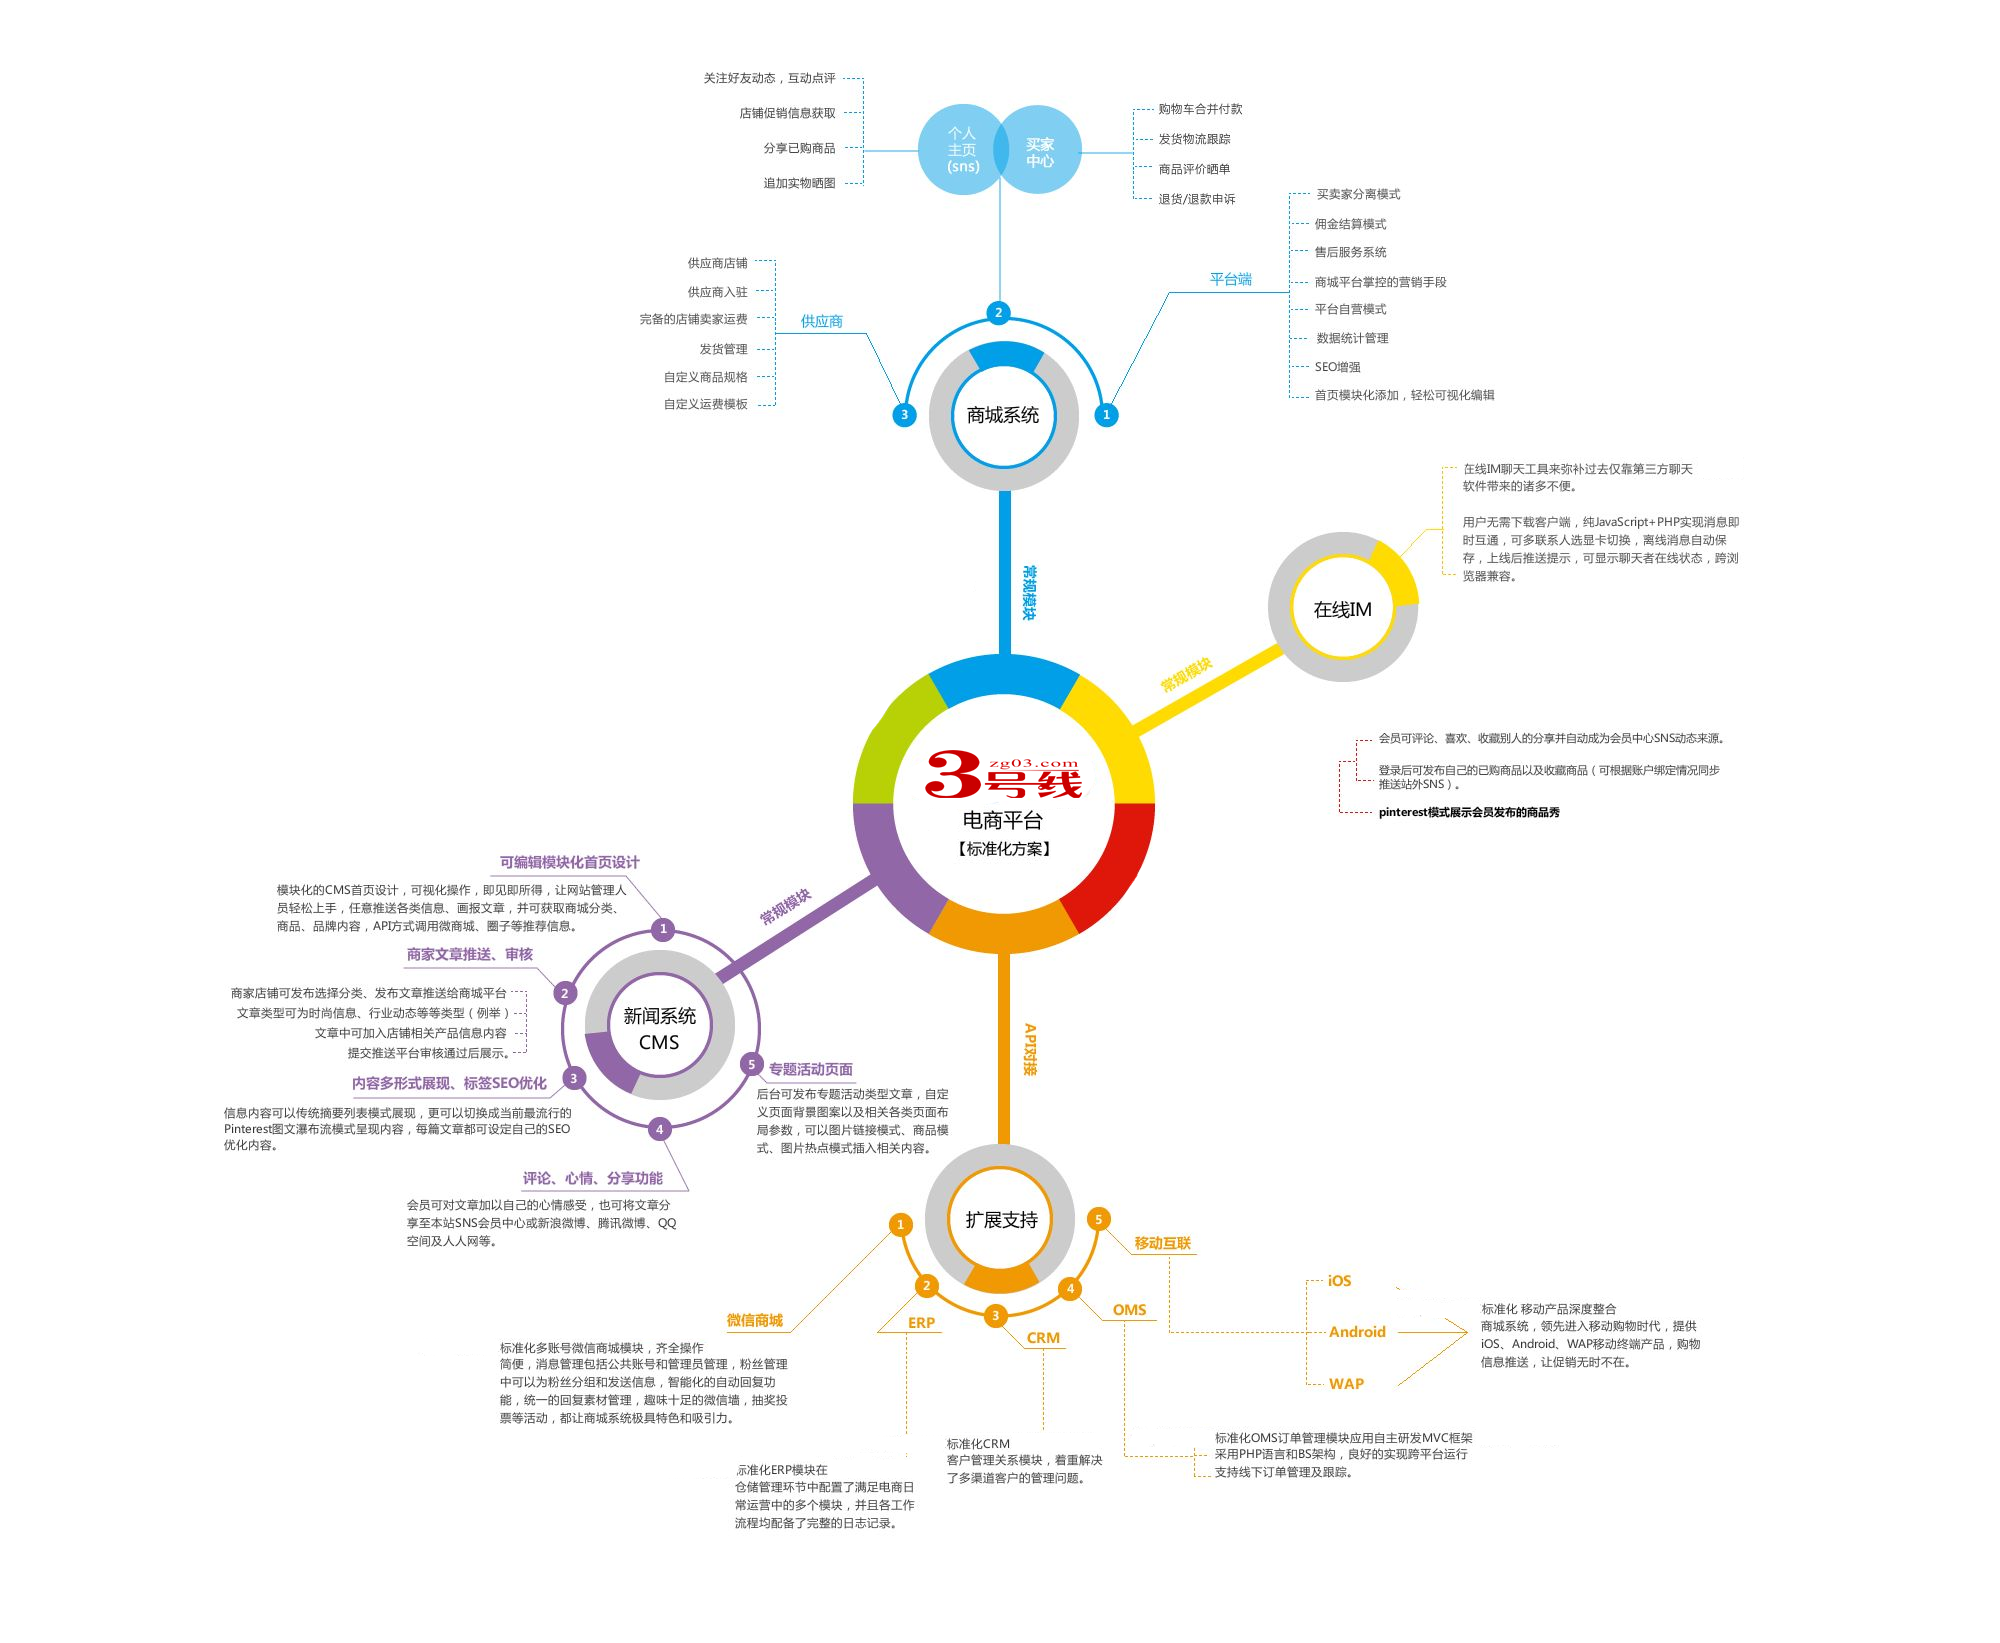 关注好友动态，互动点评
店铺促销信息获取
分享已购商品
追加实物晒图
个人
主页
(sns)
买家
中心
购物车合并付款
发货物流跟踪
商品评价晒单
退货/退款申诉
平台端
买卖家分离模式
佣金结算模式
售后服务系统
商城平台掌控的营销手段
平台自营模式
数据统计管理
SEO增强
首页模块化添加，轻松可视化编辑
供应商
供应商店铺
供应商入驻
完备的店铺卖家运费
发货管理
自定义商品规格
自定义运费模板
2
3
1
商城系统
常规模块
在线IM聊天工具来弥补过去仅靠第三方聊天
软件带来的诸多不便。
用户无需下载客户端，纯JavaScript+PHP实现消息即
时互通，可多联系人选显卡切换，离线消息自动保
存，上线后推送提示，可显示聊天者在线状态，跨浏
览器兼容。
在线IM
常规模块
会员可评论、喜欢、收藏别人的分享并自动成为会员中心SNS动态来源。
登录后可发布自己的已购商品以及收藏商品（可根据账户绑定情况同步
推送站外SNS）。
pinterest模式展示会员发布的商品秀
3号线
zg03.com
电商平台
【标准化方案】
常规模块
可编辑模块化首页设计
模块化的CMS首页设计，可视化操作，即见即所得，让网站管理人
员轻松上手，任意推送各类信息、画报文章，并可获取商城分类、
商品、品牌内容，API方式调用微商城、圈子等推荐信息。
1
商家文章推送、审核
2
商家店铺可发布选择分类、发布文章推送给商城平台
文章类型可为时尚信息、行业动态等等类型（例举）
文章中可加入店铺相关产品信息内容
提交推送平台审核通过后展示。
新闻系统
CMS
内容多形式展现、标签SEO优化
3
信息内容可以传统摘要列表模式展现，更可以切换成当前最流行的
Pinterest图文瀑布流模式呈现内容，每篇文章都可设定自己的SEO
优化内容。
4
评论、心情、分享功能
会员可对文章加以自己的心情感受，也可将文章分
享至本站SNS会员中心或新浪微博、腾讯微博、QQ
空间及人人网等。
5
专题活动页面
后台可发布专题活动类型文章，自定
义页面背景图案以及相关各类页面布
局参数，可以图片链接模式、商品模
式、图片热点模式插入相关内容。
API对接
扩展支持
1
2
3
4
5
微信商城
标准化多账号微信商城模块，齐全操作
简便，消息管理包括公共账号和管理员管理，粉丝管理
中可以为粉丝分组和发送信息，智能化的自动回复功
能，统一的回复素材管理，趣味十足的微信墙，抽奖投
票等活动，都让商城系统极具特色和吸引力。
ERP
标准化ERP模块在
仓储管理环节中配置了满足电商日
常运营中的多个模块，并且各工作
流程均配备了完整的日志记录。
CRM
标准化CRM
客户管理关系模块，着重解决
了多渠道客户的管理问题。
OMS
标准化OMS订单管理模块应用自主研发MVC框架
采用PHP语言和BS架构，良好的实现跨平台运行
支持线下订单管理及跟踪。
移动互联
iOS
Android
WAP
标准化 移动产品深度整合
商城系统，领先进入移动购物时代，提供
iOS、Android、WAP移动终端产品，购物
信息推送，让促销无时不在。